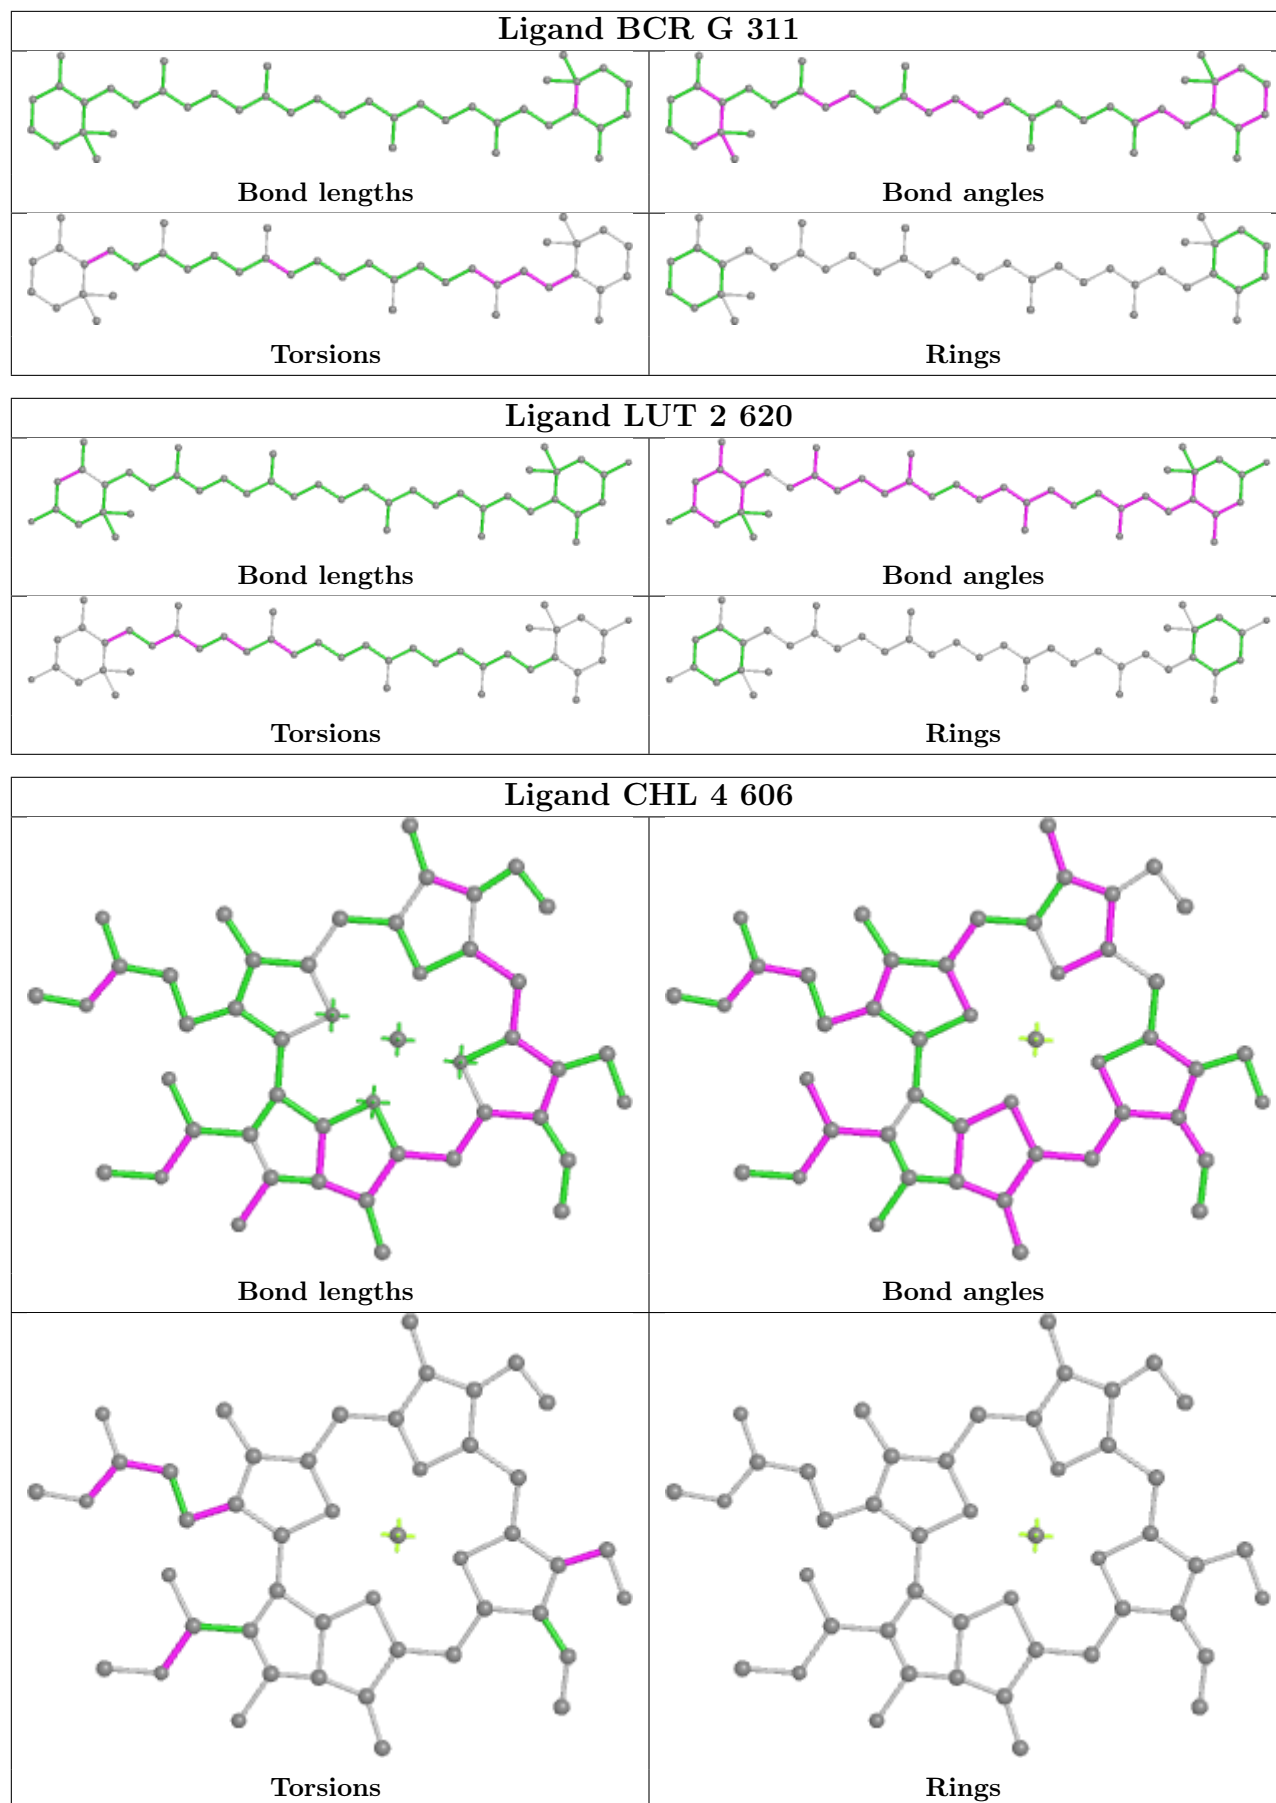 Ligand BCR G 311
Bond lengths
Bond angles
Torsions
Rings
Ligand LUT 2 620
Bond lengths
Bond angles
Torsions
Rings
Ligand CHL 4 606
Bond lengths
Bond angles
Torsions
Rings